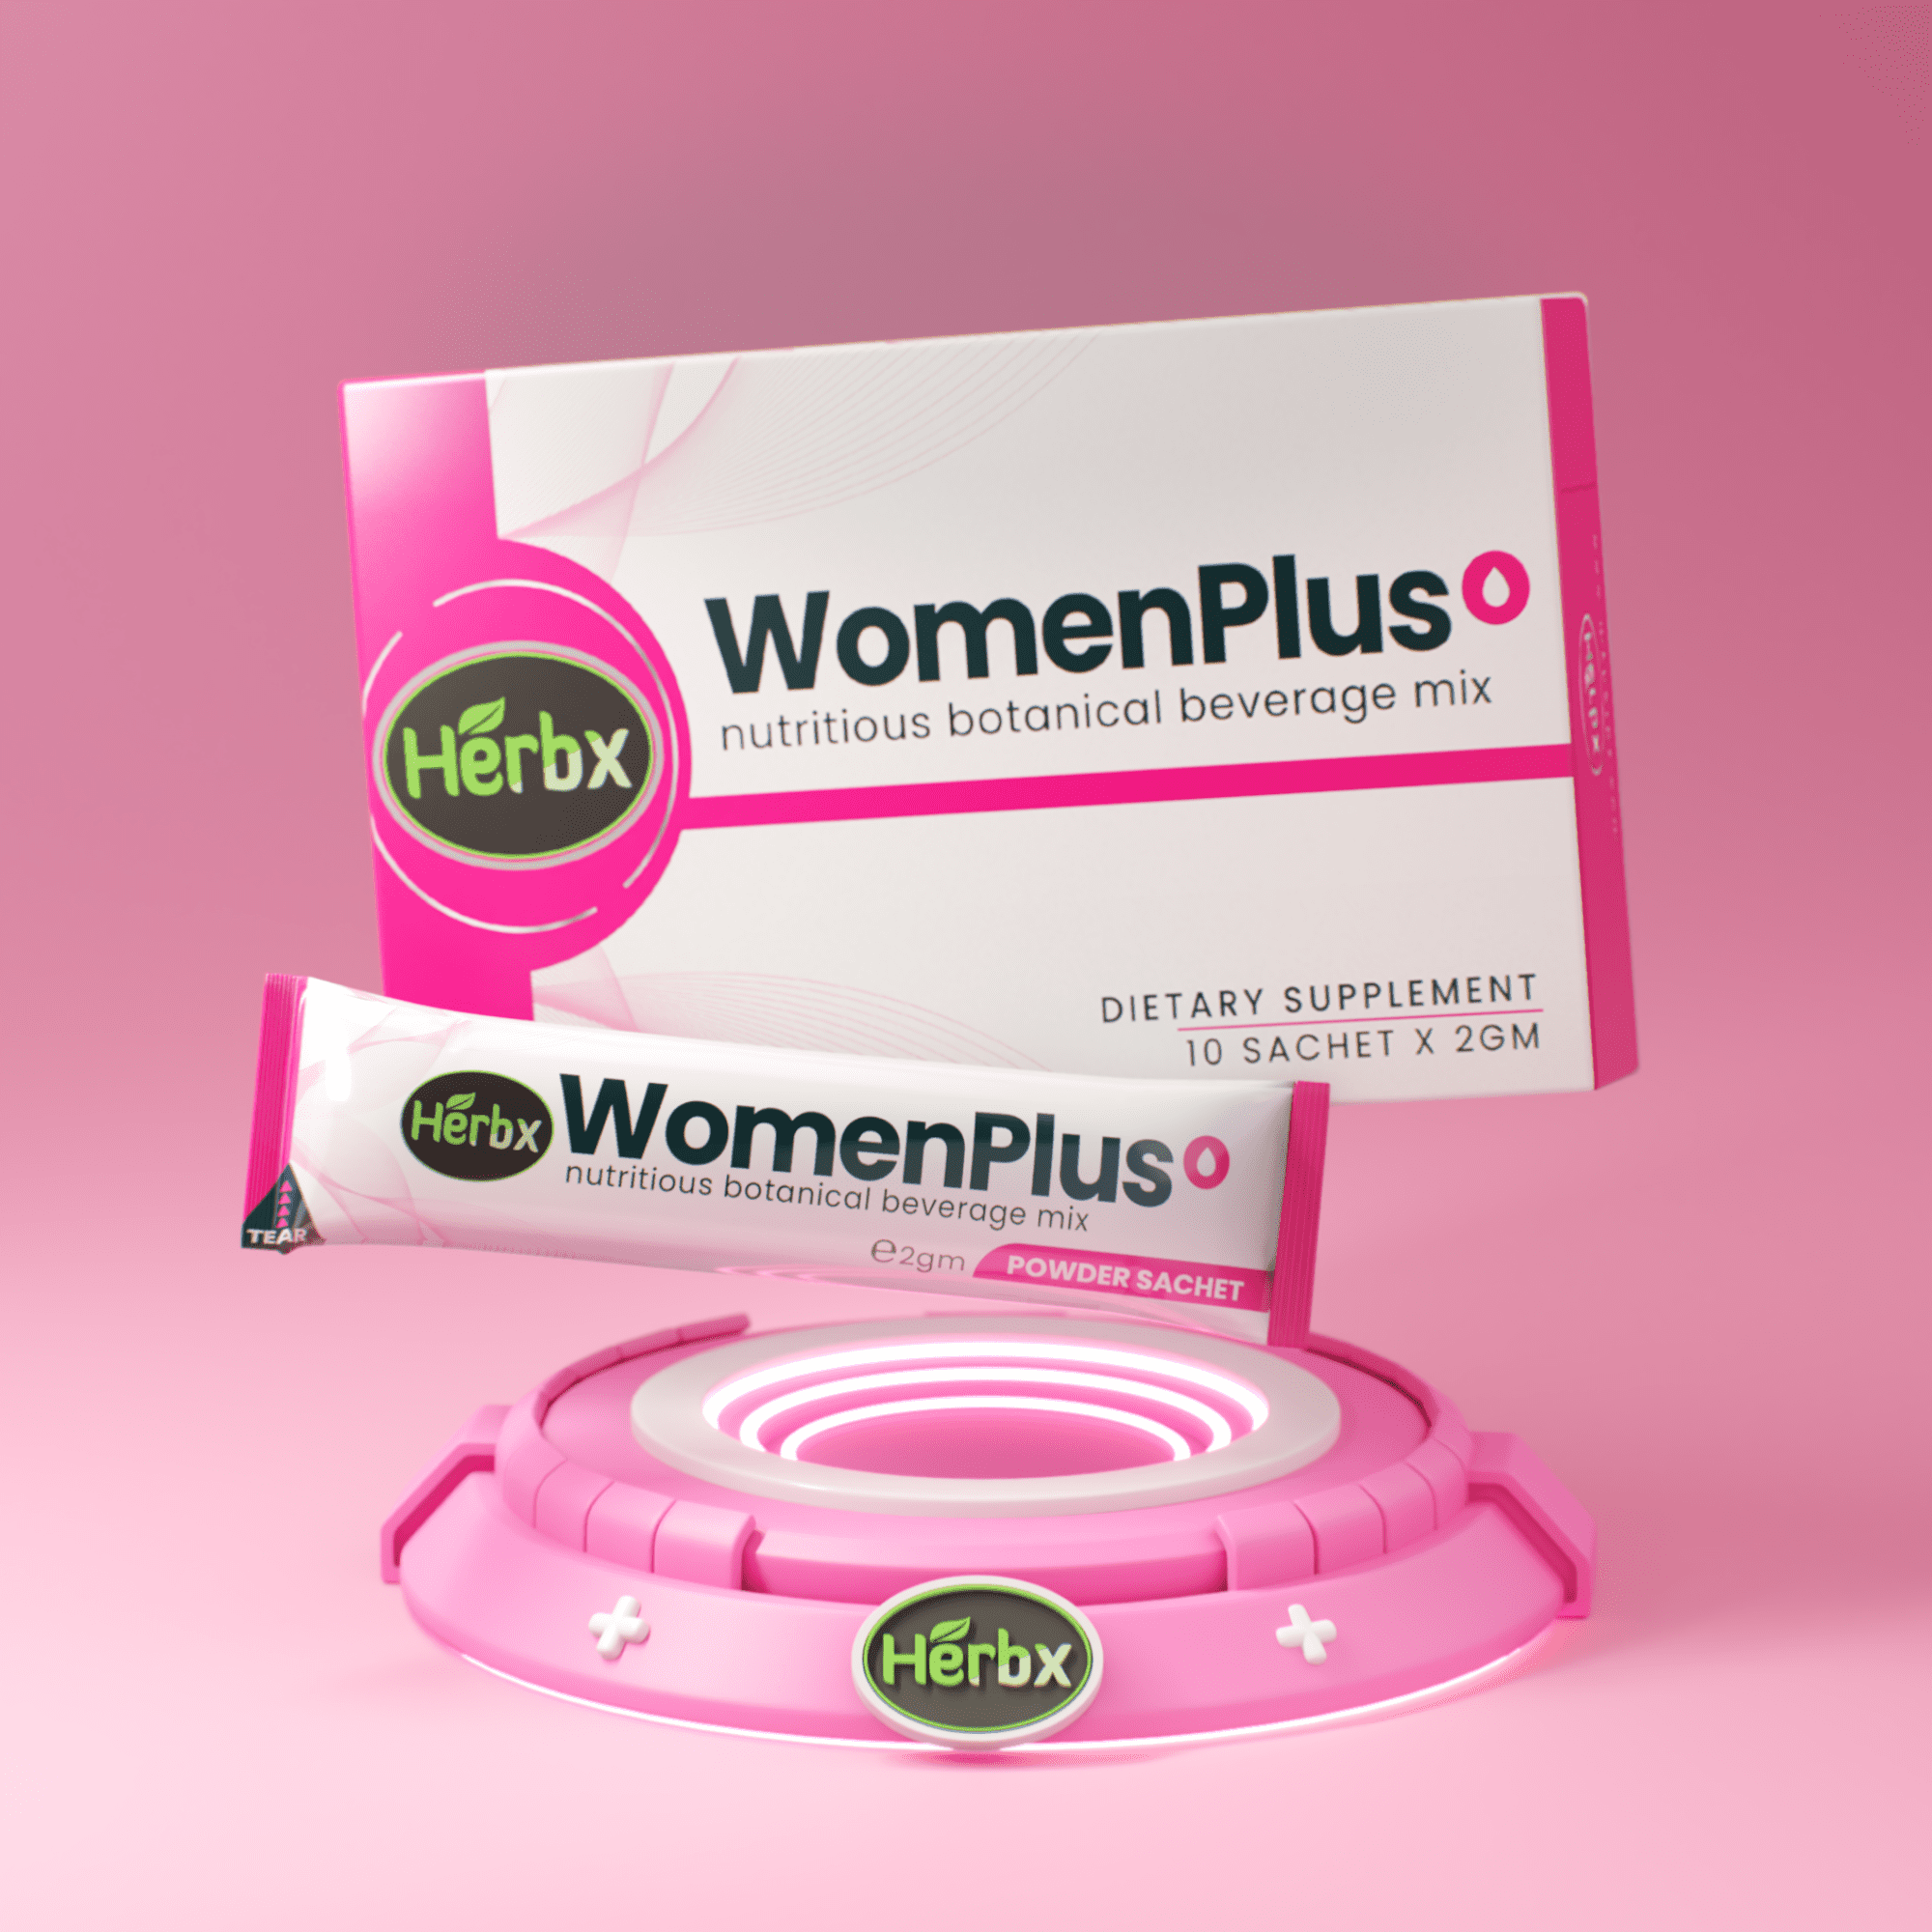 WomenPlus
nutritious botanical beverage mix
Herbx
Herbx
DIETARY SUPPLEMENT
10 SACHET X 2GM
Herbx
WomenPlus
nutritious botanical beverage mix
℮2gm
POWDER SACHET
TEAR
Herbx